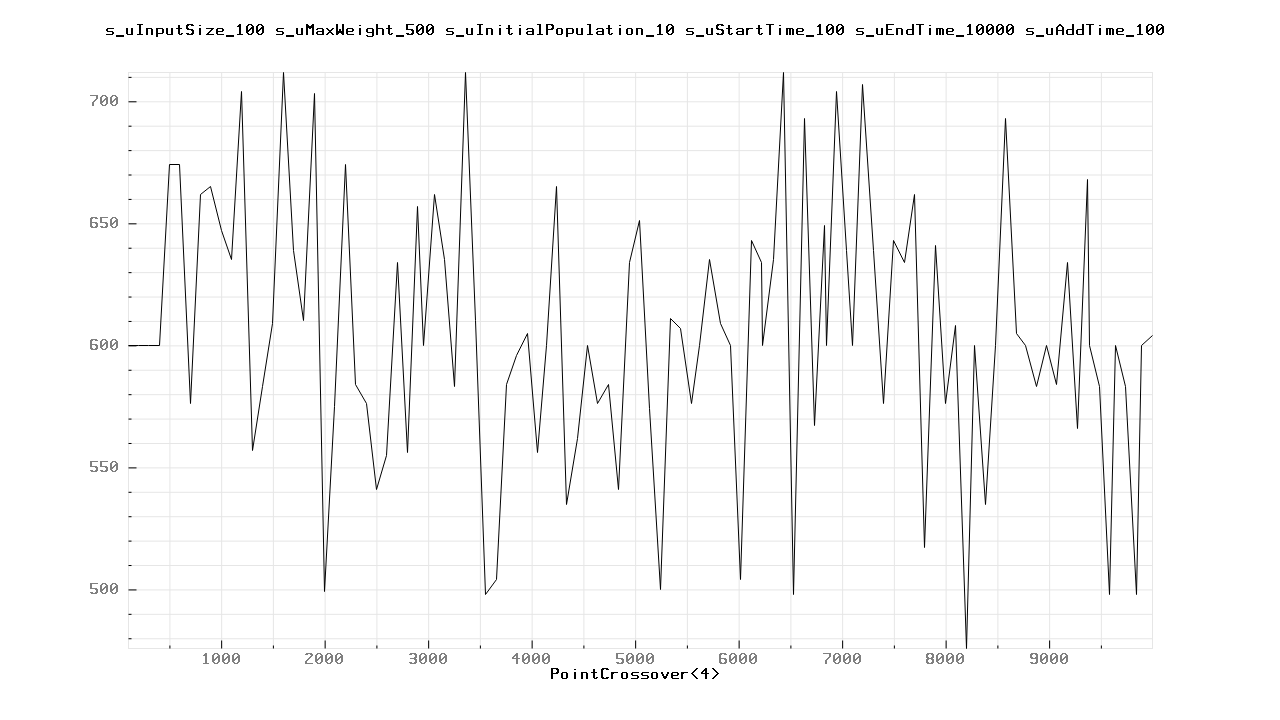 s_uInputSize_100 s_uMaxWeight_500 s_uInitialPopulation_10 s_uStartTime_100 s_uEndTime_10000 s_uAddTime_100
700
650
600
550
500
1000 2000 3000 4000 5000 6000 7000 8000 9000
PointCrossover<4>